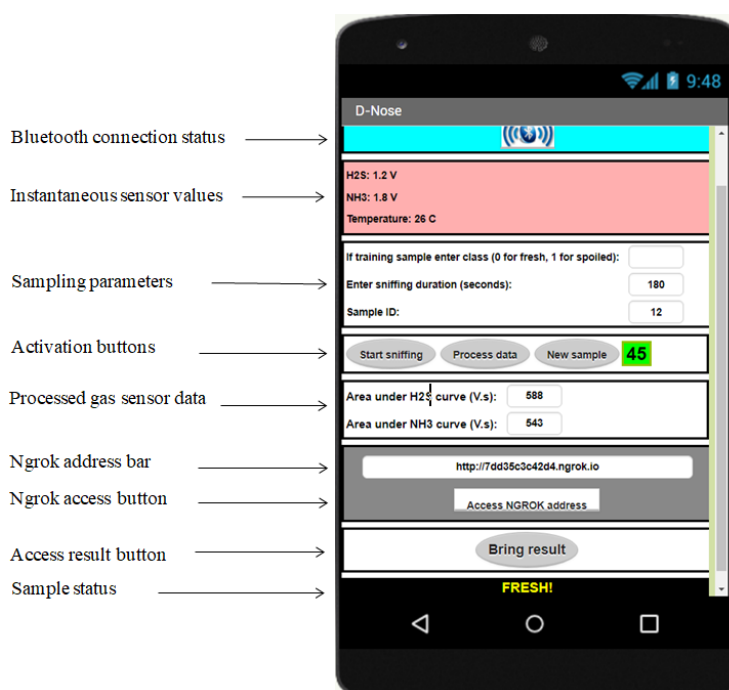 9:48
D-Nose
Bluetooth connection status
Instantaneous sensor values
H2S: 1.2 V
NH3: 1.8 V
Temperature: 26 C
Sampling parameters
If training sample enter class (0 for fresh, 1 for spoiled):
Enter sniffing duration (seconds): 180
Sample ID: 12
Activation buttons
Start sniffing Process data New sample 45
Processed gas sensor data
Area under H2S curve (V.s): 588
Area under NH3 curve (V.s): 543
Ngrok address bar
http://7dd35c3c42d4.ngrok.io
Ngrok access button
Access NGROK address
Access result button
Bring result
Sample status
FRESH!